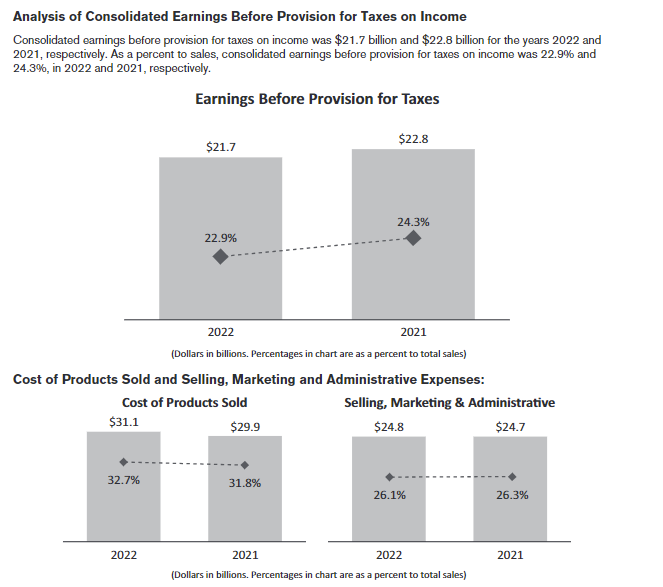 Analysis of Consolidated Earnings Before Provision for Taxes on Income
Consolidated earnings before provision for taxes on income was $21.7 billion and $22.8 billion for the years 2022 and
2021, respectively. As a percent to sales, consolidated earnings before provision for taxes on income was 22.9% and
24.3%, in 2022 and 2021, respectively.
Earnings Before Provision for Taxes
$21.7
$22.8
22.9%
24.3%
2022
2021
(Dollars in billions. Percentages in chart are as a percent to total sales)
Cost of Products Sold and Selling, Marketing and Administrative Expenses:
Cost of Products Sold
$31.1
$29.9
32.7%
31.8%
2022
2021
Selling, Marketing & Administrative
$24.8
$24.7
26.1%
26.3%
2022
2021
(Dollars in billions. Percentages in chart are as a percent to total sales)